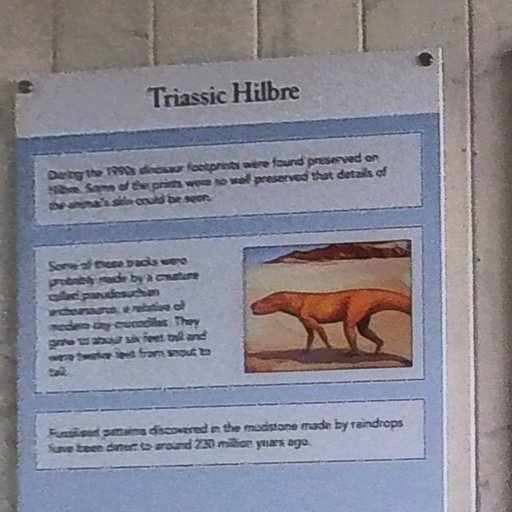 Triassic Hilbre
During the 1990s dinosaur footprints were found preserved on
Hilbre. Some of the prints were so well preserved that details of
the animal's skin could be seen.
Some of these tracks were
probably made by a creature
called pseudosuchian
a relative of
modern day crocodiles. They
grew to about six feet tall and
were twelve feet from snout to
tail.
Fossilised patterns discovered in the mudstone made by raindrops
have been dated to around 230 million years ago.